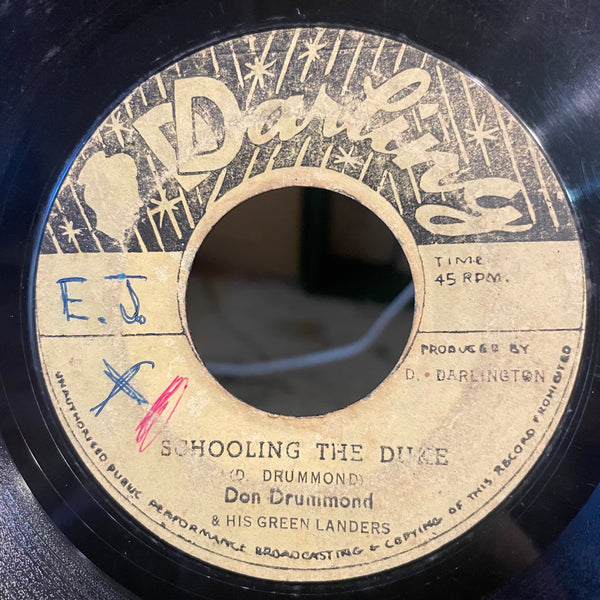 Darling
TIME
45 RPM.
E.J.
X
PRODUCED BY
D. DARLINGTON
SCHOOLING THE DUKE
(D. DRUMMOND)
Don Drummond
& HIS GREEN LANDERS
UNAUTHORISED PUBLIC PERFORMANCE BROADCASTING & COPYING OF THIS RECORD PROHIBITED